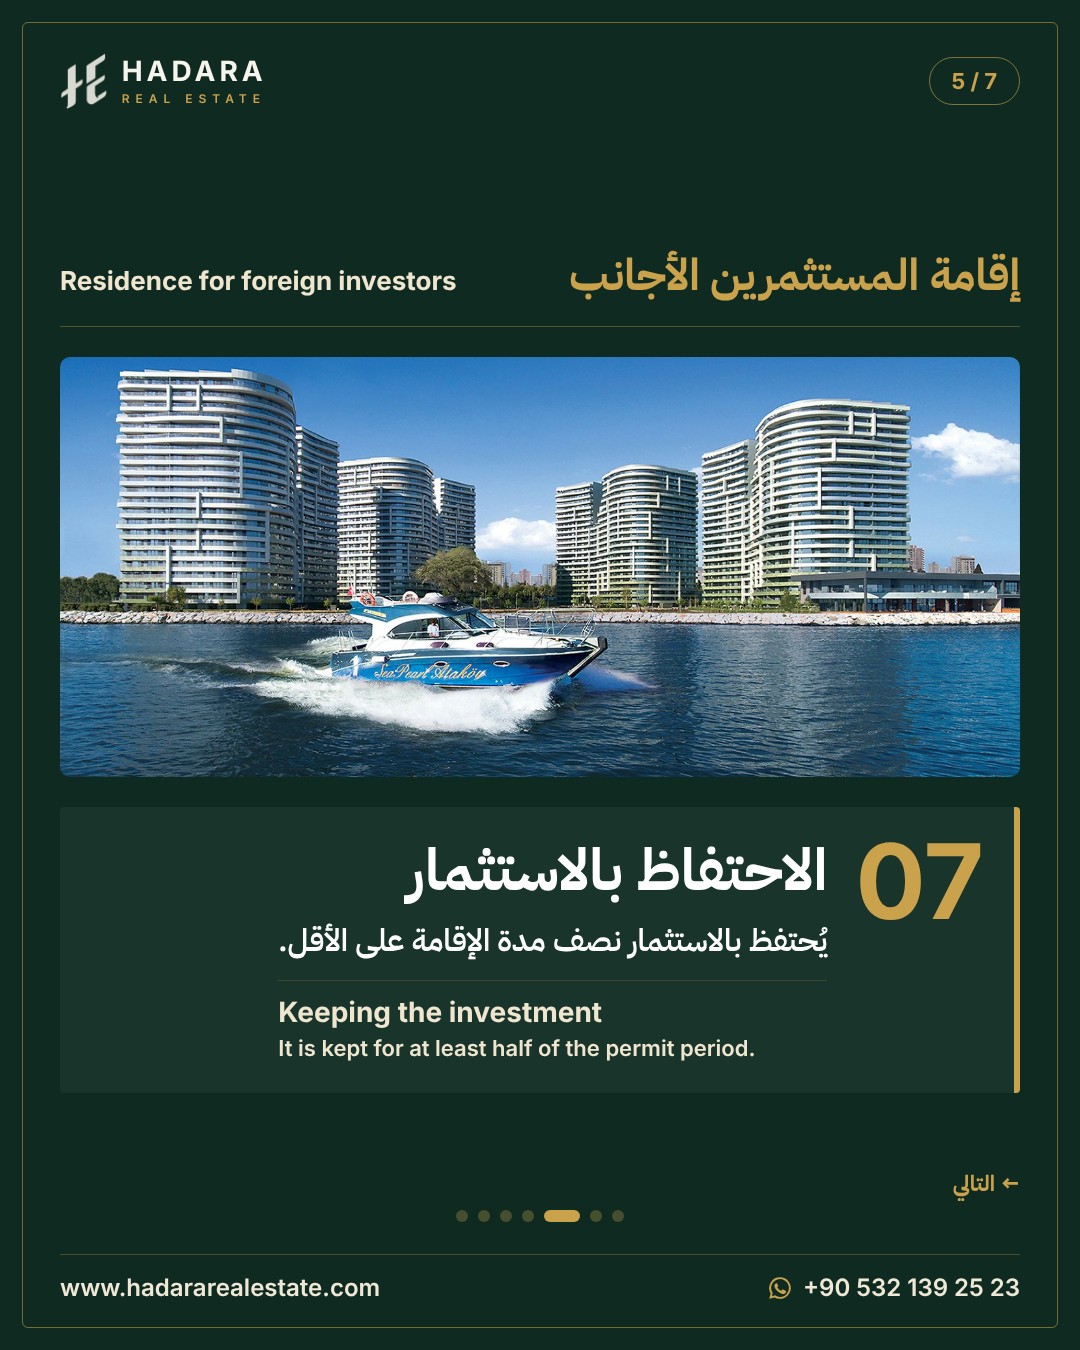 HADARA
REAL ESTATE
5 / 7
إقامة المستثمرين الأجانب
Residence for foreign investors
Sea Pearl Ataköy
07
الاحتفاظ بالاستثمار
يُحتفظ بالاستثمار نصف مدة الإقامة على الأقل.
Keeping the investment
It is kept for at least half of the permit period.
← التالي
www.hadararealestate.com
+90 532 139 25 23